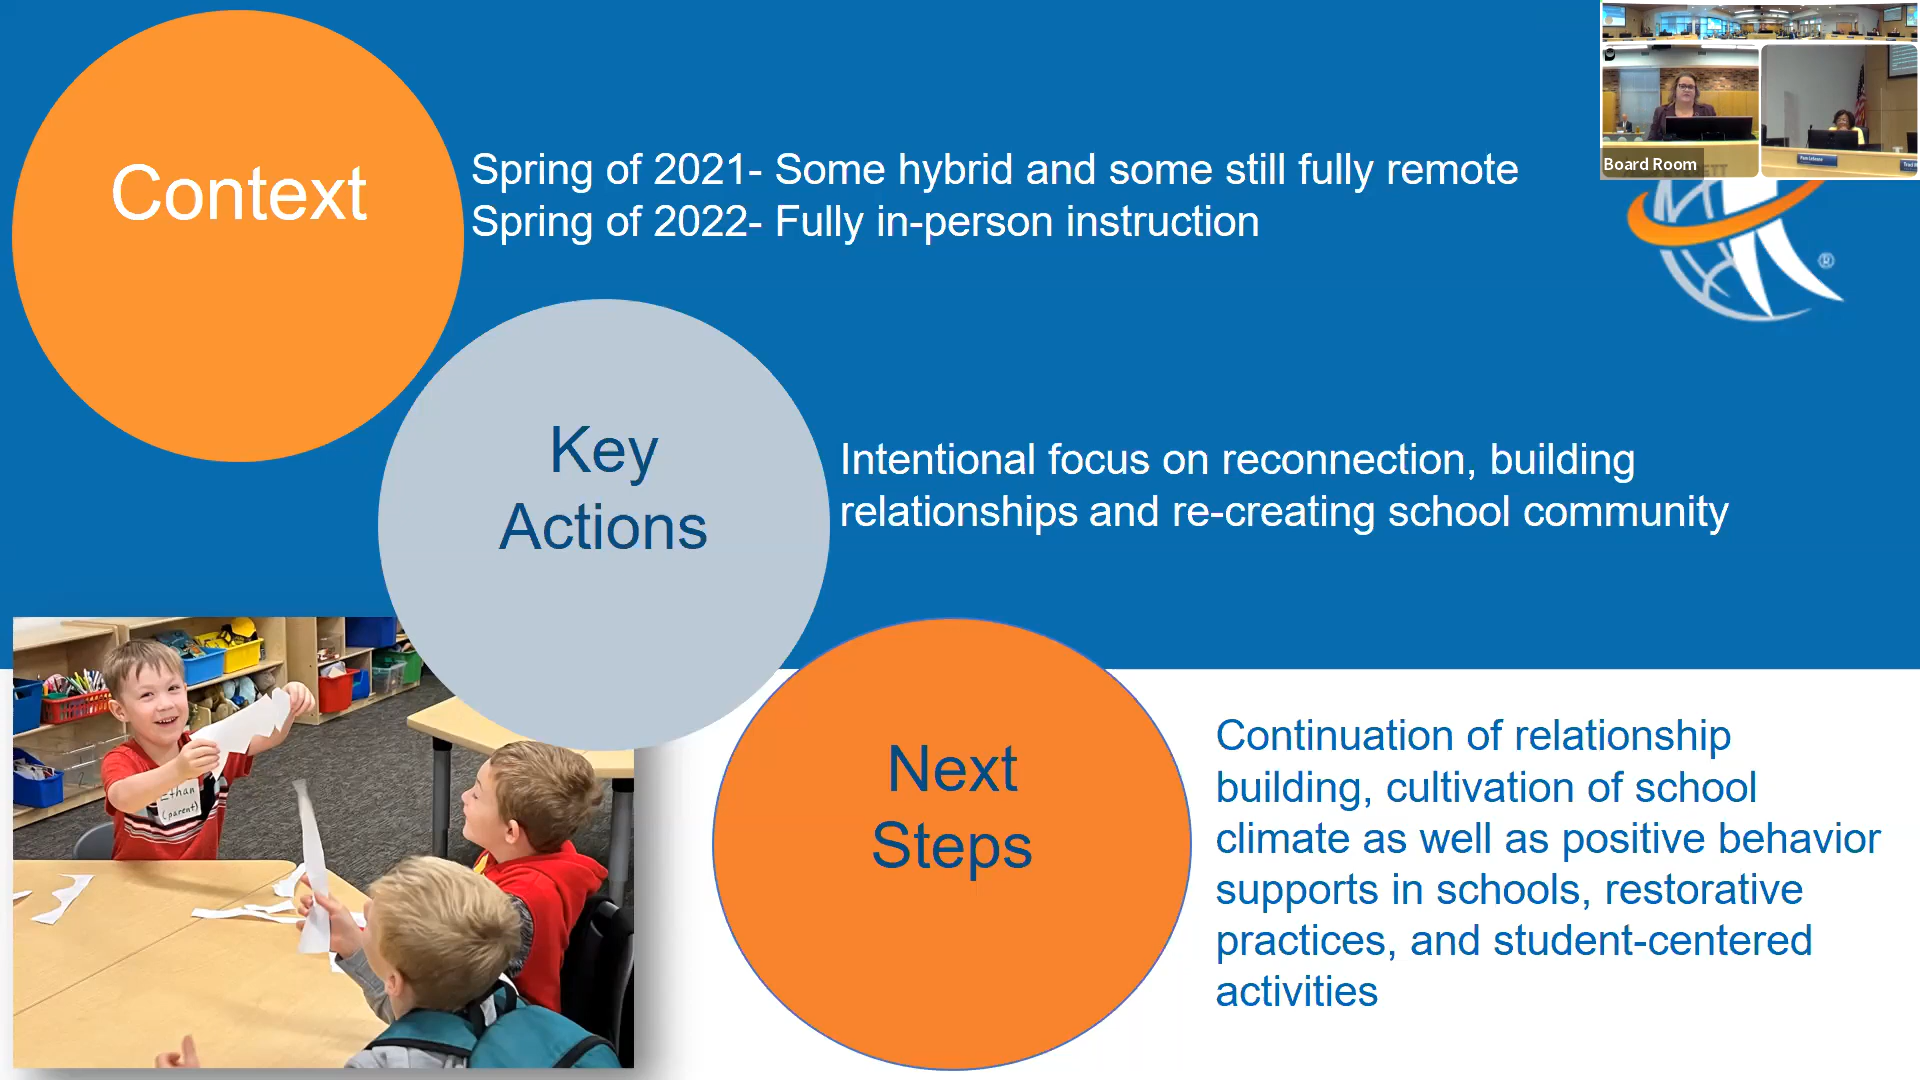 Context
Spring of 2021- Some hybrid and some still fully remote
Spring of 2022- Fully in-person instruction
Board Room
®
Key
Actions
Intentional focus on reconnection, building
relationships and re-creating school community
Next
Steps
Continuation of relationship
building, cultivation of school
climate as well as positive behavior
supports in schools, restorative
practices, and student-centered
activities
Ethan
(parent)